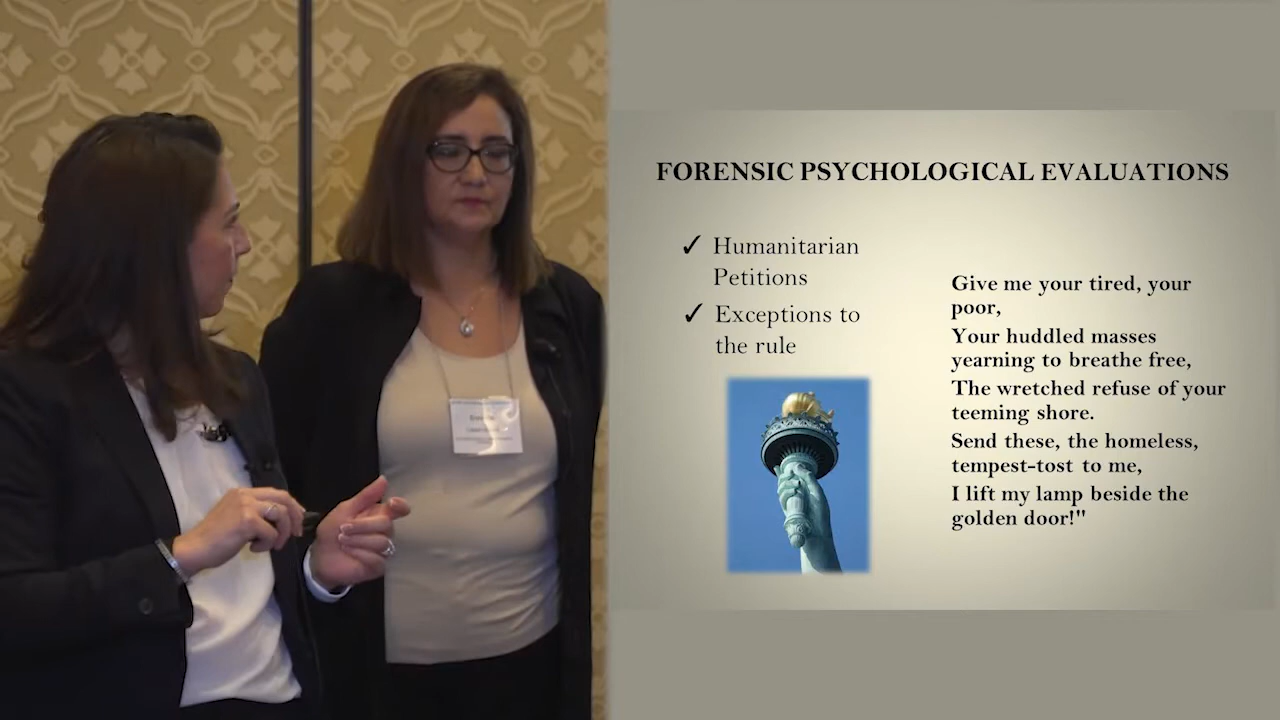 FORENSIC PSYCHOLOGICAL EVALUATIONS
✓ Humanitarian
Petitions
✓ Exceptions to
the rule
Give me your tired, your
poor,
Your huddled masses
yearning to breathe free,
The wretched refuse of your
teeming shore.
Send these, the homeless,
tempest-tost to me,
I lift my lamp beside the
golden door!"